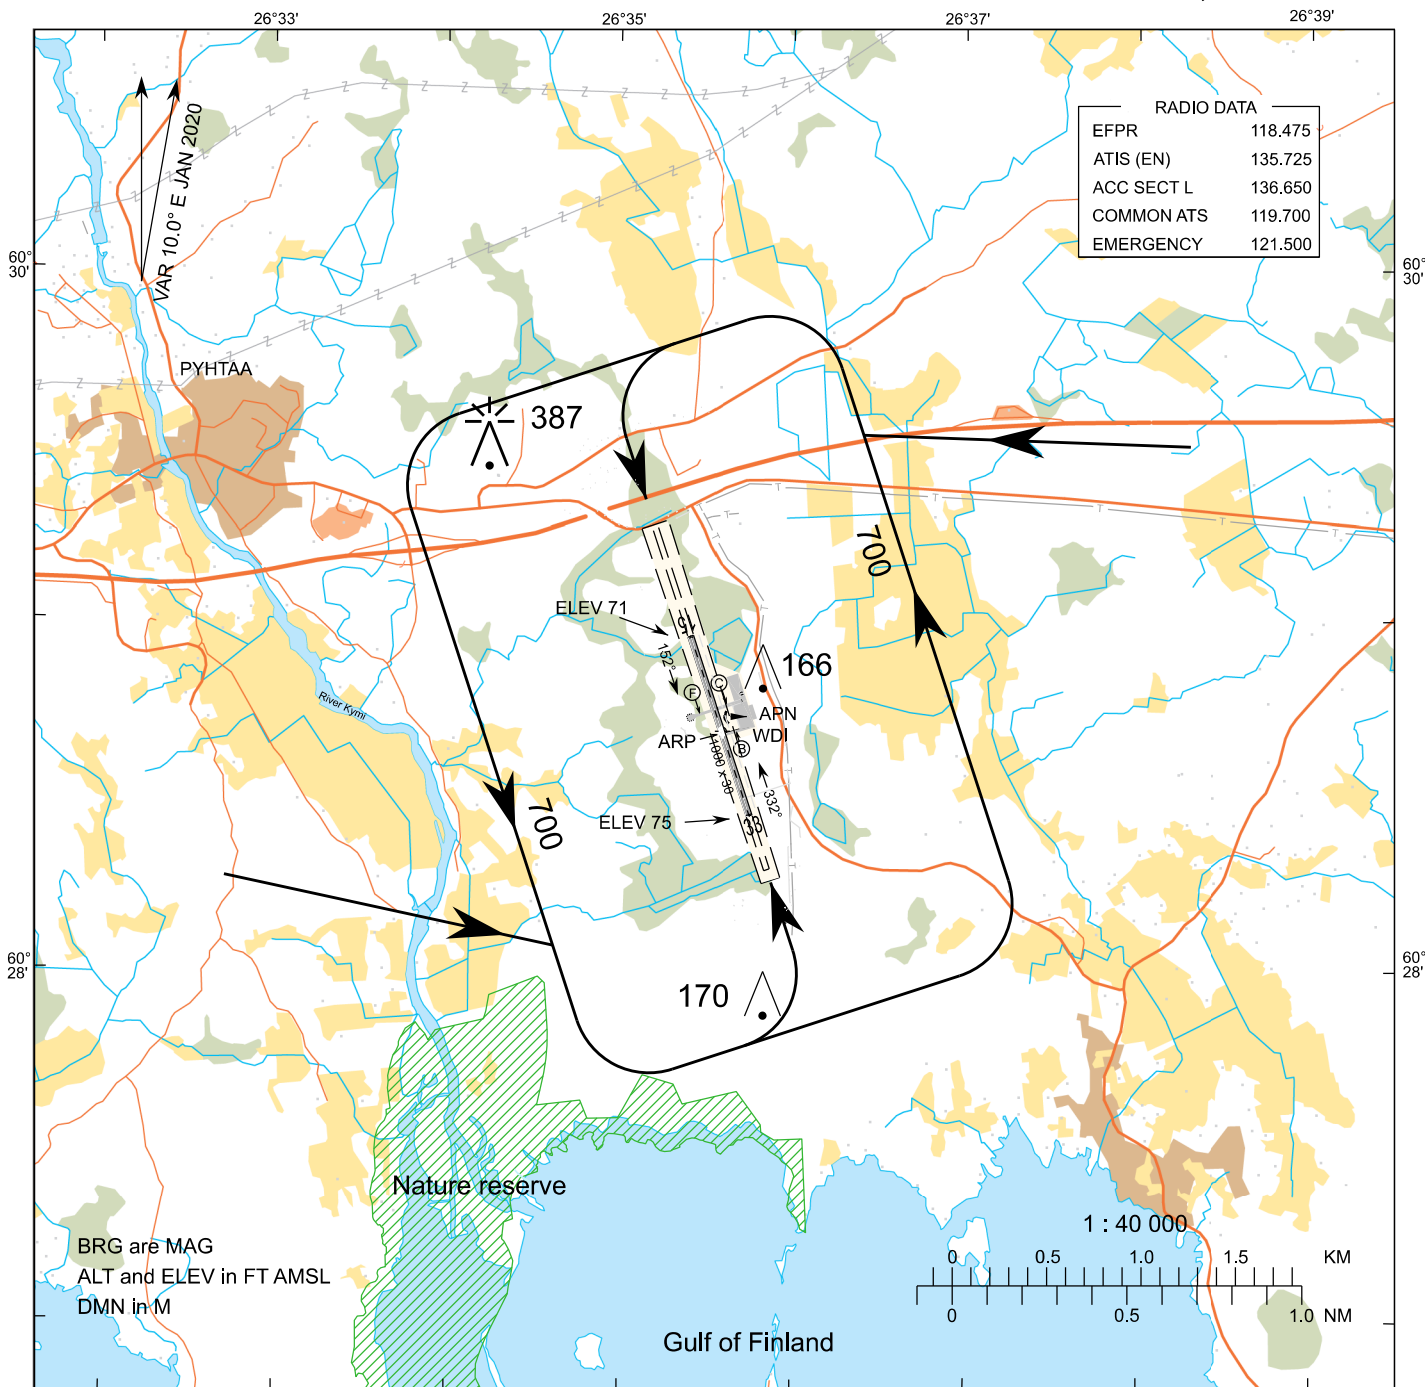 26°33'
26°35'
26°37'
26°39'
RADIO DATA
EFPR 118.475
ATIS (EN) 135.725
ACC SECT L 136.650
COMMON ATS 119.700
EMERGENCY 121.500
VAR 10.0° E JAN 2020
60°
30'
60°
30'
PYHTAA
387
700
ELEV 71
15
152°
166
F
C
APN
WDI
ARP
B
1000 x 30
332°
River Kymi
700
ELEV 75
33
60°
28'
60°
28'
170
Nature reserve
1 : 40 000
BRG are MAG
ALT and ELEV in FT AMSL
DMN in M
0 0.5 1.0 1.5 KM
0 0.5 1.0 NM
Gulf of Finland